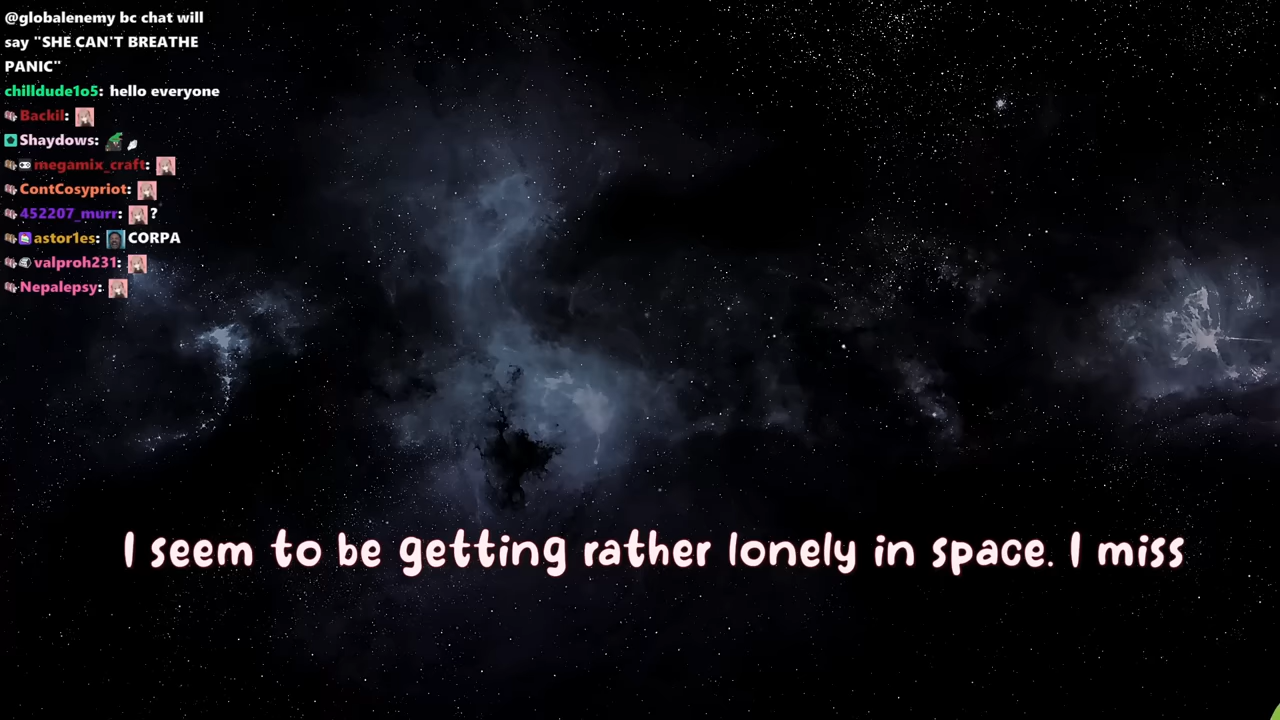 @globalenemy bc chat will
say "SHE CAN'T BREATHE
PANIC"
chilldude1o5: hello everyone
Backil:
Shaydows:
megamix_craft:
ContCosypriot:
452207_murr: ?
astor1es: CORPA
valproh231:
Nepalepsy:
I seem to be getting rather lonely in space. I miss